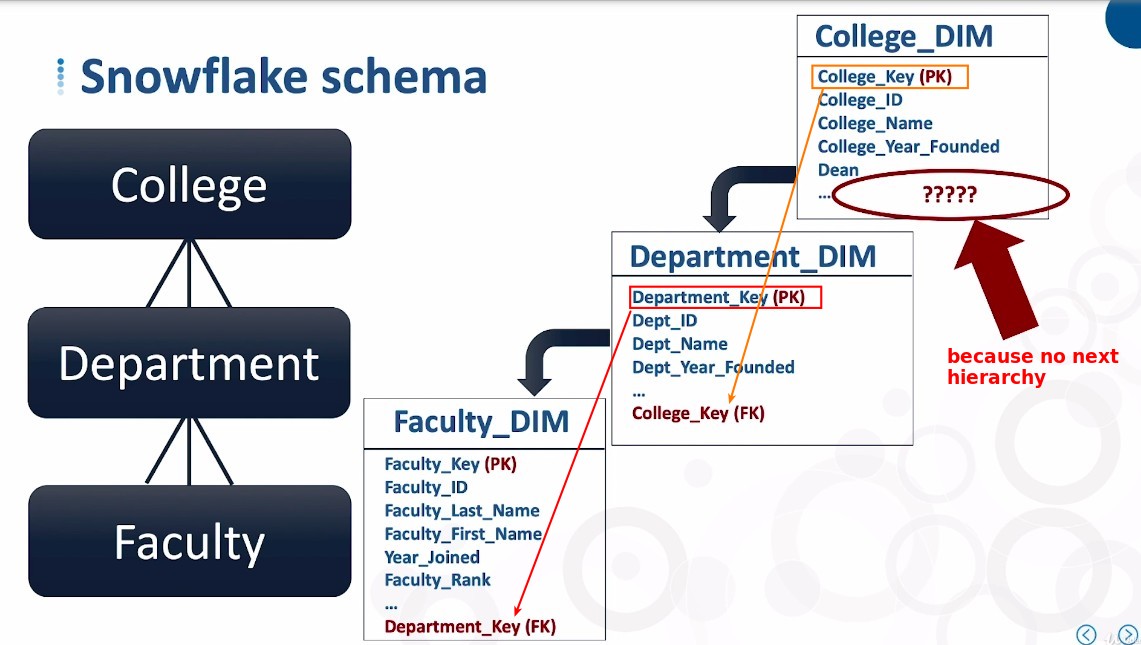 Snowflake schema
College
Department
Faculty
College_DIM
College_Key (PK)
College_ID
College_Name
College_Year_Founded
Dean
...
?????
because no next
hierarchy
Department_DIM
Department_Key (PK)
Dept_ID
Dept_Name
Dept_Year_Founded
...
College_Key (FK)
Faculty_DIM
Faculty_Key (PK)
Faculty_ID
Faculty_Last_Name
Faculty_First_Name
Year_Joined
Faculty_Rank
...
Department_Key (FK)